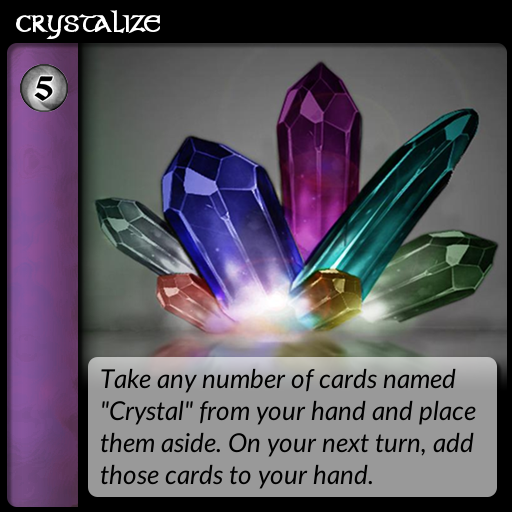 CRYSTALIZE
5
Take any number of cards named
"Crystal" from your hand and place
them aside. On your next turn, add
those cards to your hand.